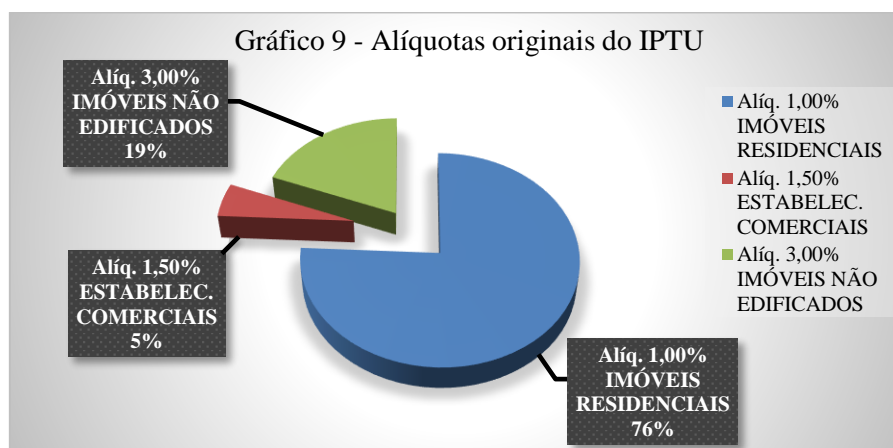 Gráfico 9 - Alíquotas originais do IPTU
Alíq. 3,00%
IMÓVEIS NÃO
EDIFICADOS
19%
Alíq. 1,50%
ESTABELEC.
COMERCIAIS
5%
Alíq. 1,00%
IMÓVEIS
RESIDENCIAIS
76%
Alíq. 1,00%
IMÓVEIS
RESIDENCIAIS
Alíq. 1,50%
ESTABELEC.
COMERCIAIS
Alíq. 3,00%
IMÓVEIS NÃO
EDIFICADOS